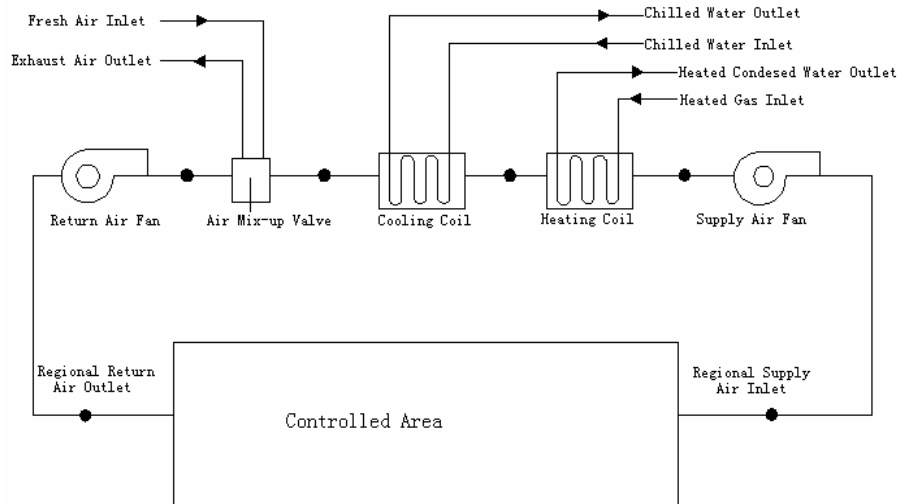 Fresh Air Inlet
Exhaust Air Outlet
Chilled Water Outlet
Chilled Water Inlet
Heated Condesed Water Outlet
Heated Gas Inlet
Return Air Fan
Air Mix-up Valve
Cooling Coil
Heating Coil
Supply Air Fan
Regional Return
Air Outlet
Regional Supply
Air Inlet
Controlled Area